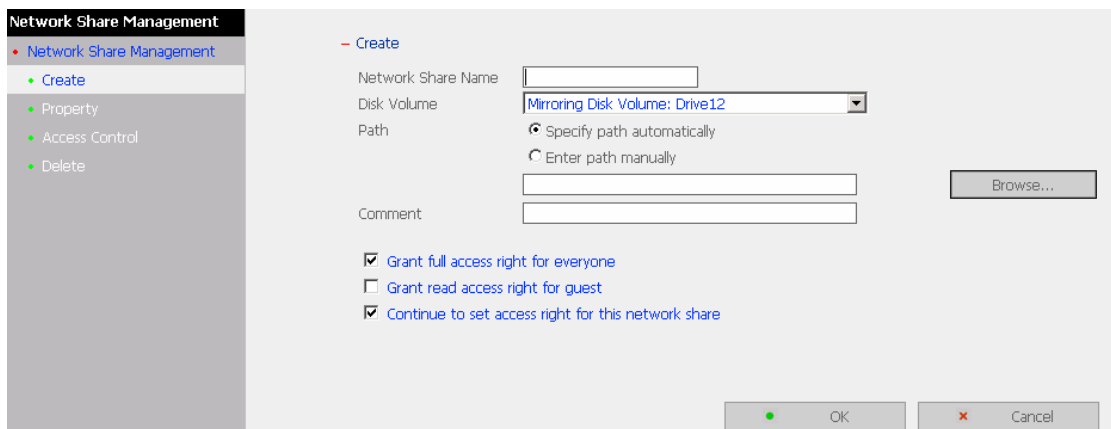 Network Share Management
Network Share Management
Create
Property
Access Control
Delete
– Create
Network Share Name
Disk Volume Mirroring Disk Volume: Drive12
Path Specify path automatically
Enter path manually
Browse...
Comment
Grant full access right for everyone
Grant read access right for guest
Continue to set access right for this network share
OK Cancel